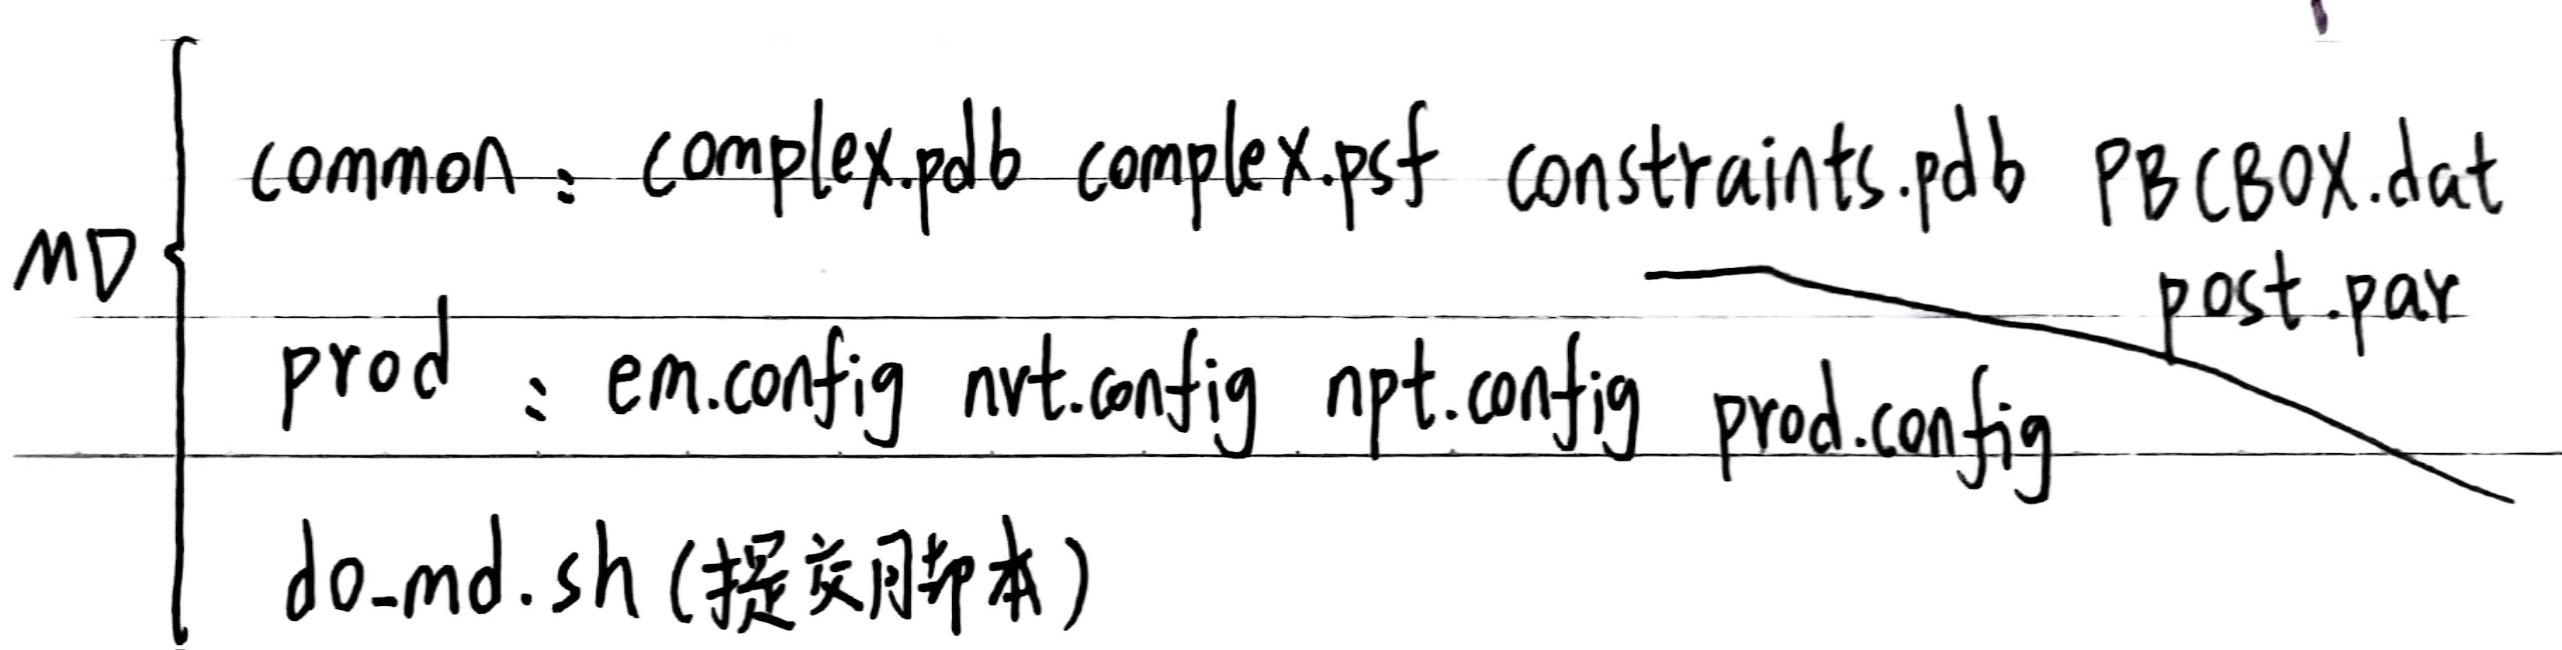 MD
common : complex.pdb complex.psf constraints.pdb PBCBOX.dat
post.par
prod : em.config nvt.config npt.config prod.config
do_md.sh (提交用脚本)